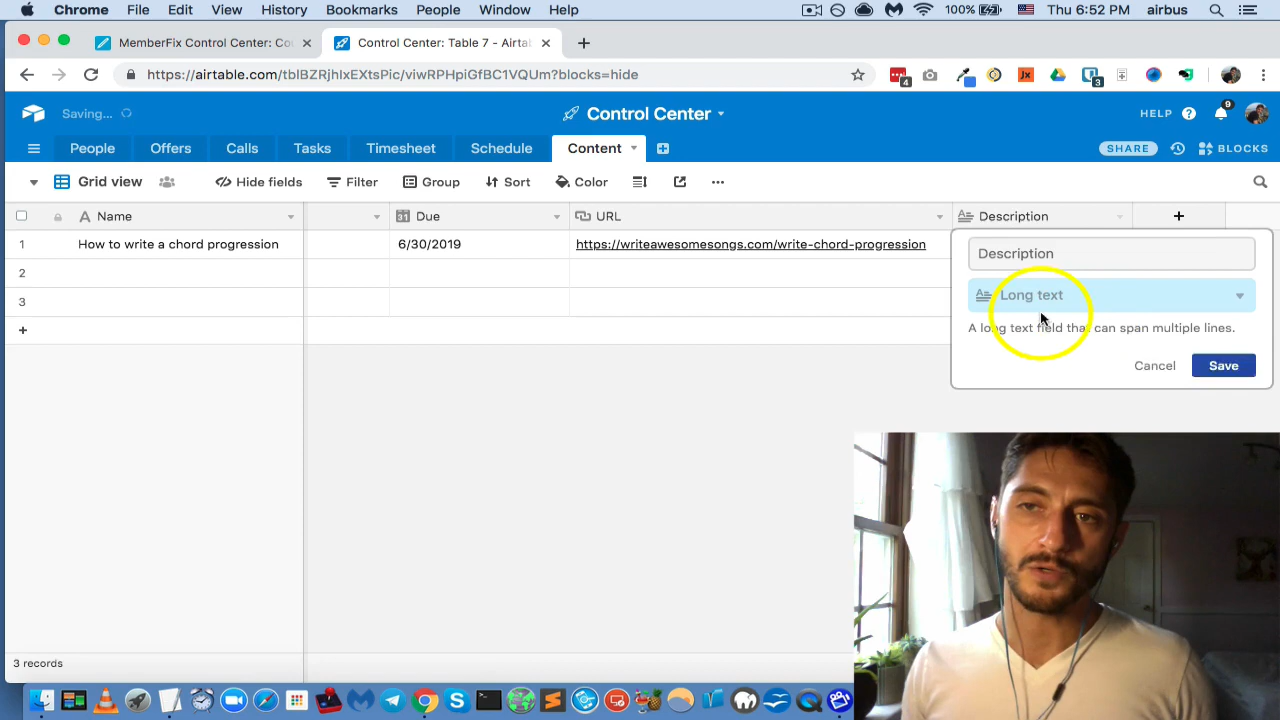 Chrome File Edit View History Bookmarks People Window Help 100% Thu 6:52 PM airbus
MemberFix Control Center: Co
Control Center: Table 7 - Airta
https://airtable.com/tblBZRjhIxEXtsPic/viwRPHpiGfBC1VQUm?blocks=hide
4
3
Saving...
Control Center
HELP
9
People Offers Calls Tasks Timesheet Schedule Content
SHARE
BLOCKS
Grid view
Hide fields
Filter
Group
Sort
Color
Name
Due
URL
Description
1 How to write a chord progression 6/30/2019 https://writeawesomesongs.com/write-chord-progression
2
3
Description
Long text
A long text field that can span multiple lines.
Cancel
Save
3 records